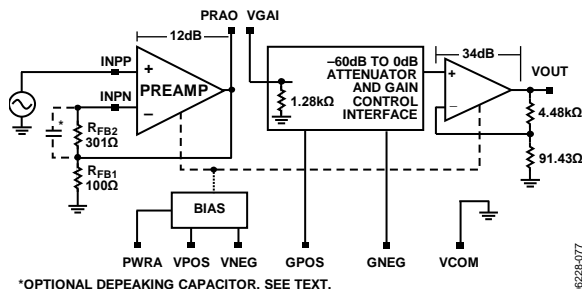 PRAO VGAI
12dB
34dB
INPP
+
PREAMP
–
INPN
*
RFB2
301Ω
RFB1
100Ω
–60dB TO 0dB
ATTENUATOR
AND GAIN
CONTROL
INTERFACE
1.28kΩ
+
–
VOUT
4.48kΩ
91.43Ω
BIAS
PWRA VPOS VNEG GPOS GNEG VCOM
*OPTIONAL DEPEAKING CAPACITOR. SEE TEXT.
06228-077